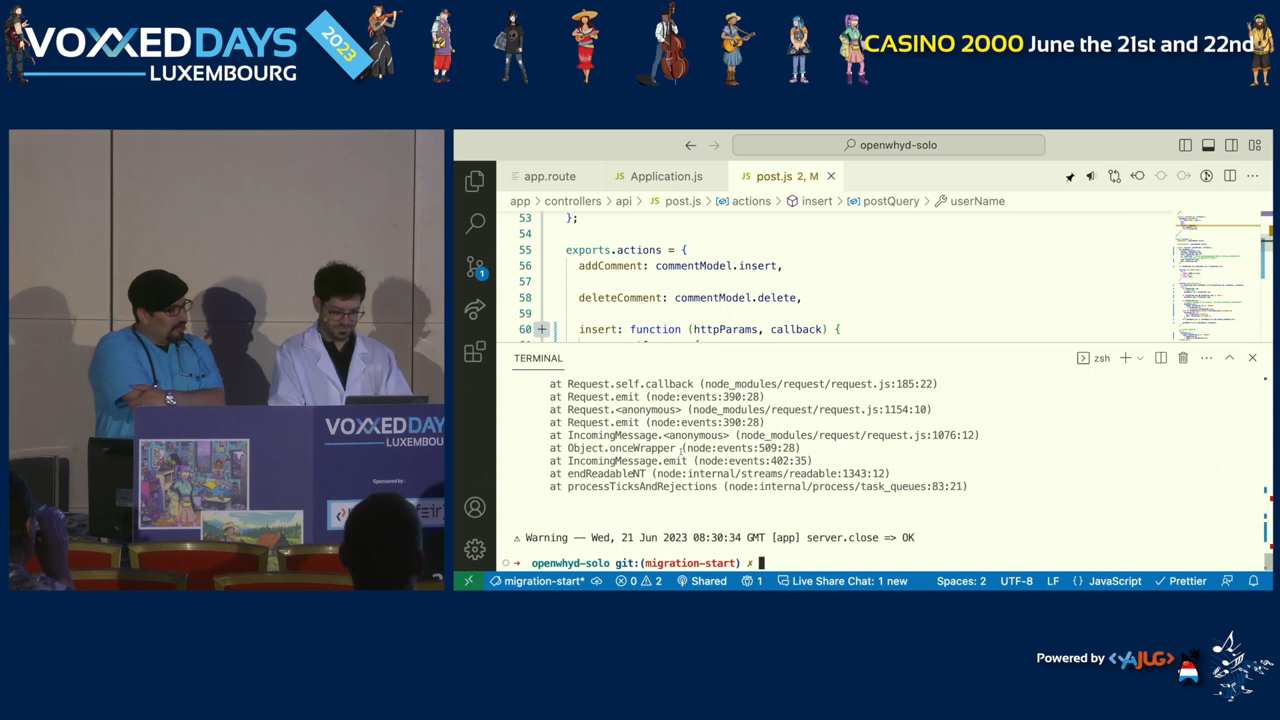 VOXXED DAYS
LUXEMBOURG
2023
CASINO 2000 June the 21st and 22nd
VOXXED DAYS
LUXEMBOU
Sponsored by :
openwhyd-solo
app.route
JS Application.js
JS post.js 2, M
app > controllers > api > JS post.js > actions > insert > postQuery > userName
53 };
54
55 exports.actions = {
56 addComment: commentModel.insert,
57
58 deleteComment: commentModel.delete,
59
60 insert: function (httpParams, callback) {
TERMINAL
zsh
at Request.self.callback (node_modules/request/request.js:185:22)
at Request.emit (node:events:390:28)
at Request.<anonymous> (node_modules/request/request.js:1154:10)
at Request.emit (node:events:390:28)
at IncomingMessage.<anonymous> (node_modules/request/request.js:1076:12)
at Object.onceWrapper (node:events:509:28)
at IncomingMessage.emit (node:events:402:35)
at endReadableNT (node:internal/streams/readable:1343:12)
at processTicksAndRejections (node:internal/process/task_queues:83:21)
⚠ Warning –– Wed, 21 Jun 2023 08:30:34 GMT [app] server.close => OK
→ openwhyd-solo git:(migration-start) ✗
migration-start* 0 2 Shared 1 Live Share Chat: 1 new Spaces: 2 UTF-8 LF {} JavaScript Prettier
1
Powered by <YAJUG>